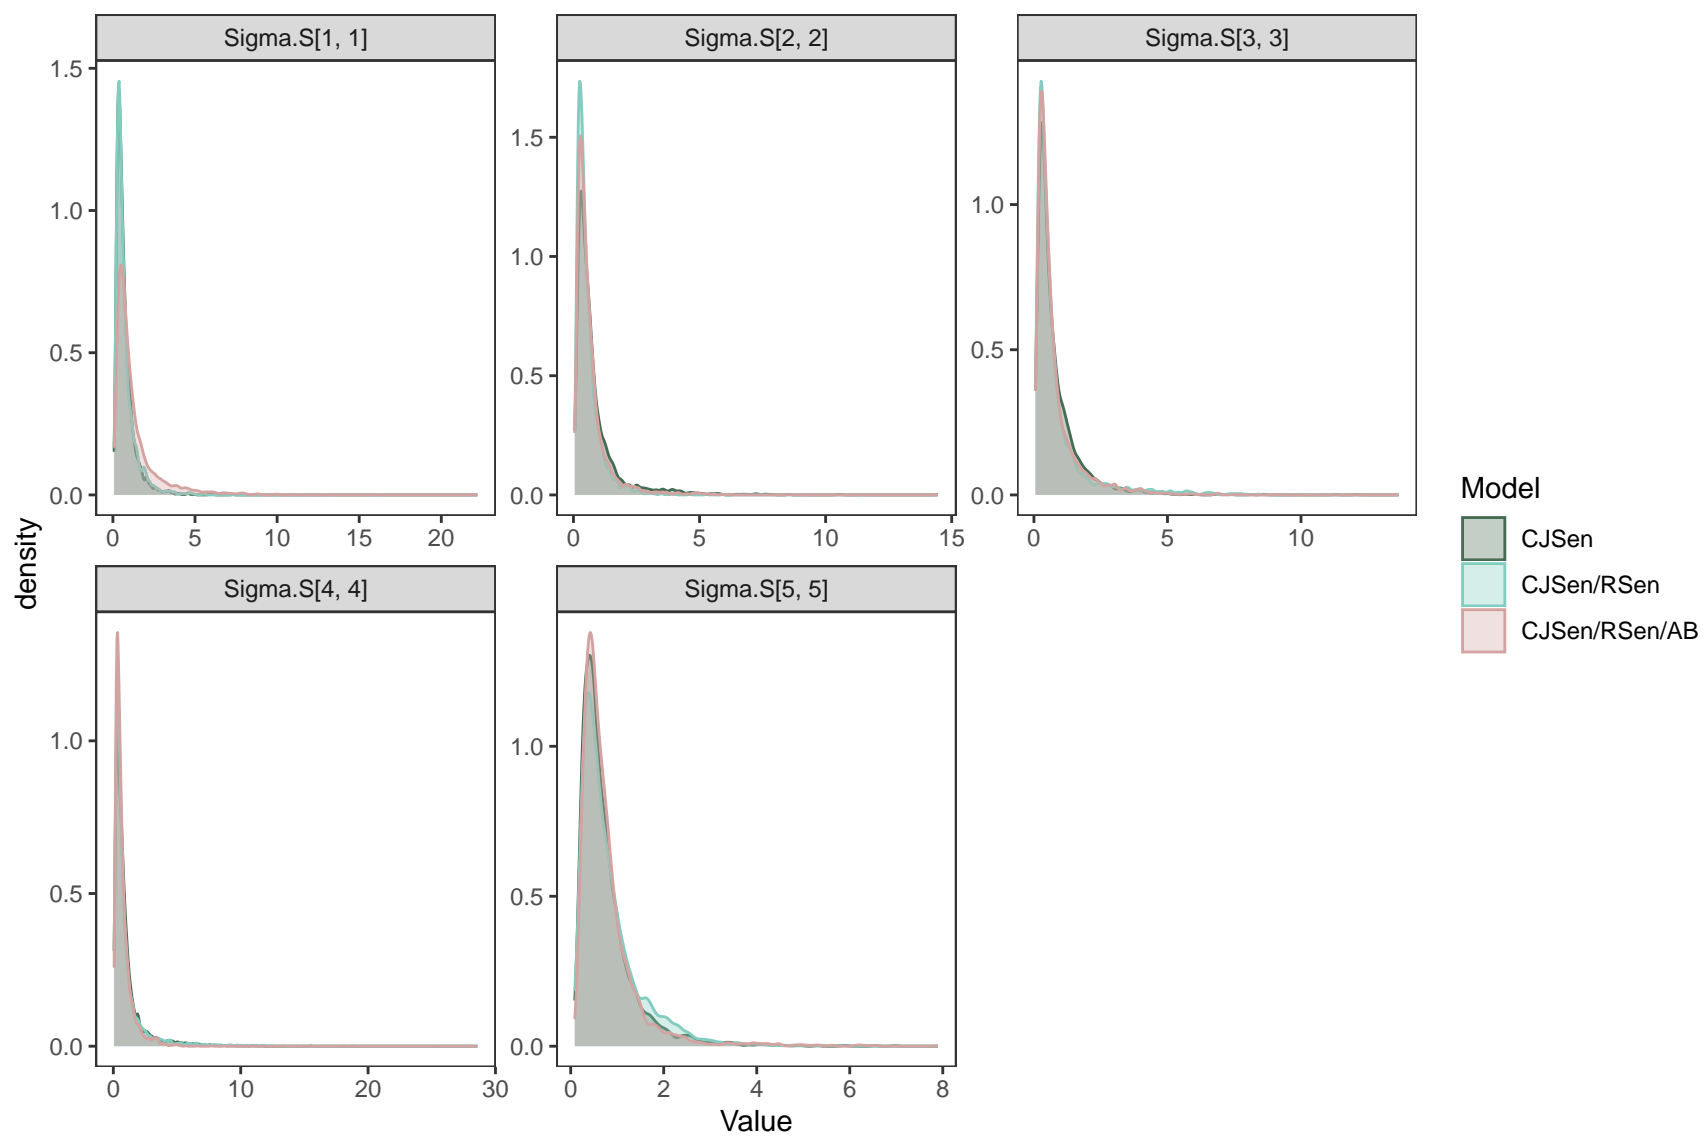 Sigma.S[1, 1]
Sigma.S[2, 2]
Sigma.S[3, 3]
1.5
1.0
0.5
0.0
0 5 10 15 20
1.5
1.0
0.5
0.0
0 5 10 15
1.0
0.5
0.0
0 5 10
density
Sigma.S[4, 4]
Sigma.S[5, 5]
1.0
0.5
0.0
0 10 20 30
1.0
0.5
0.0
0 2 4 6 8
Value
Model
CJSen
CJSen/RSen
CJSen/RSen/AB